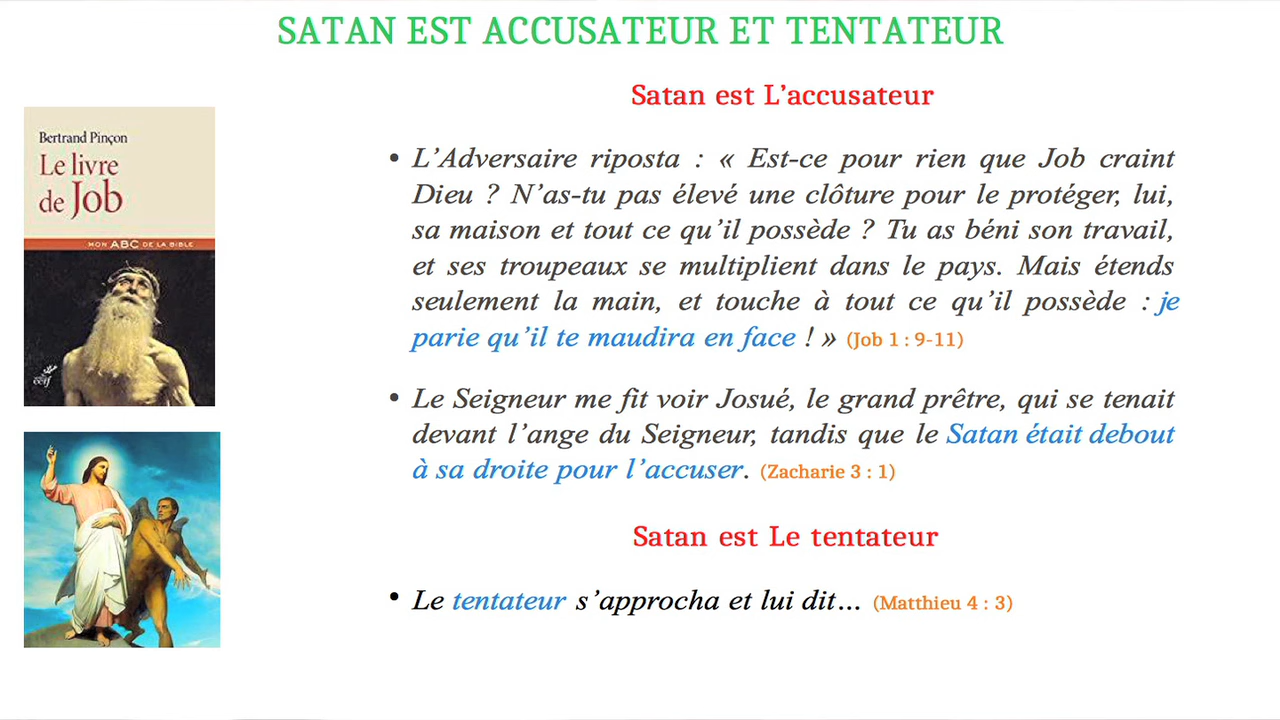 SATAN EST ACCUSATEUR ET TENTATEUR
Satan est L’accusateur
Bertrand Pinçon
Le livre
de Job
MON ABC DE LA BIBLE
cerf
• L’Adversaire riposta : « Est-ce pour rien que Job craint
Dieu ? N’as-tu pas élevé une clôture pour le protéger, lui,
sa maison et tout ce qu’il possède ? Tu as béni son travail,
et ses troupeaux se multiplient dans le pays. Mais étends
seulement la main, et touche à tout ce qu’il possède : je
parie qu’il te maudira en face ! » (Job 1 : 9-11)
• Le Seigneur me fit voir Josué, le grand prêtre, qui se tenait
devant l’ange du Seigneur, tandis que le Satan était debout
à sa droite pour l’accuser. (Zacharie 3 : 1)
Satan est Le tentateur
• Le tentateur s’approcha et lui dit… (Matthieu 4 : 3)